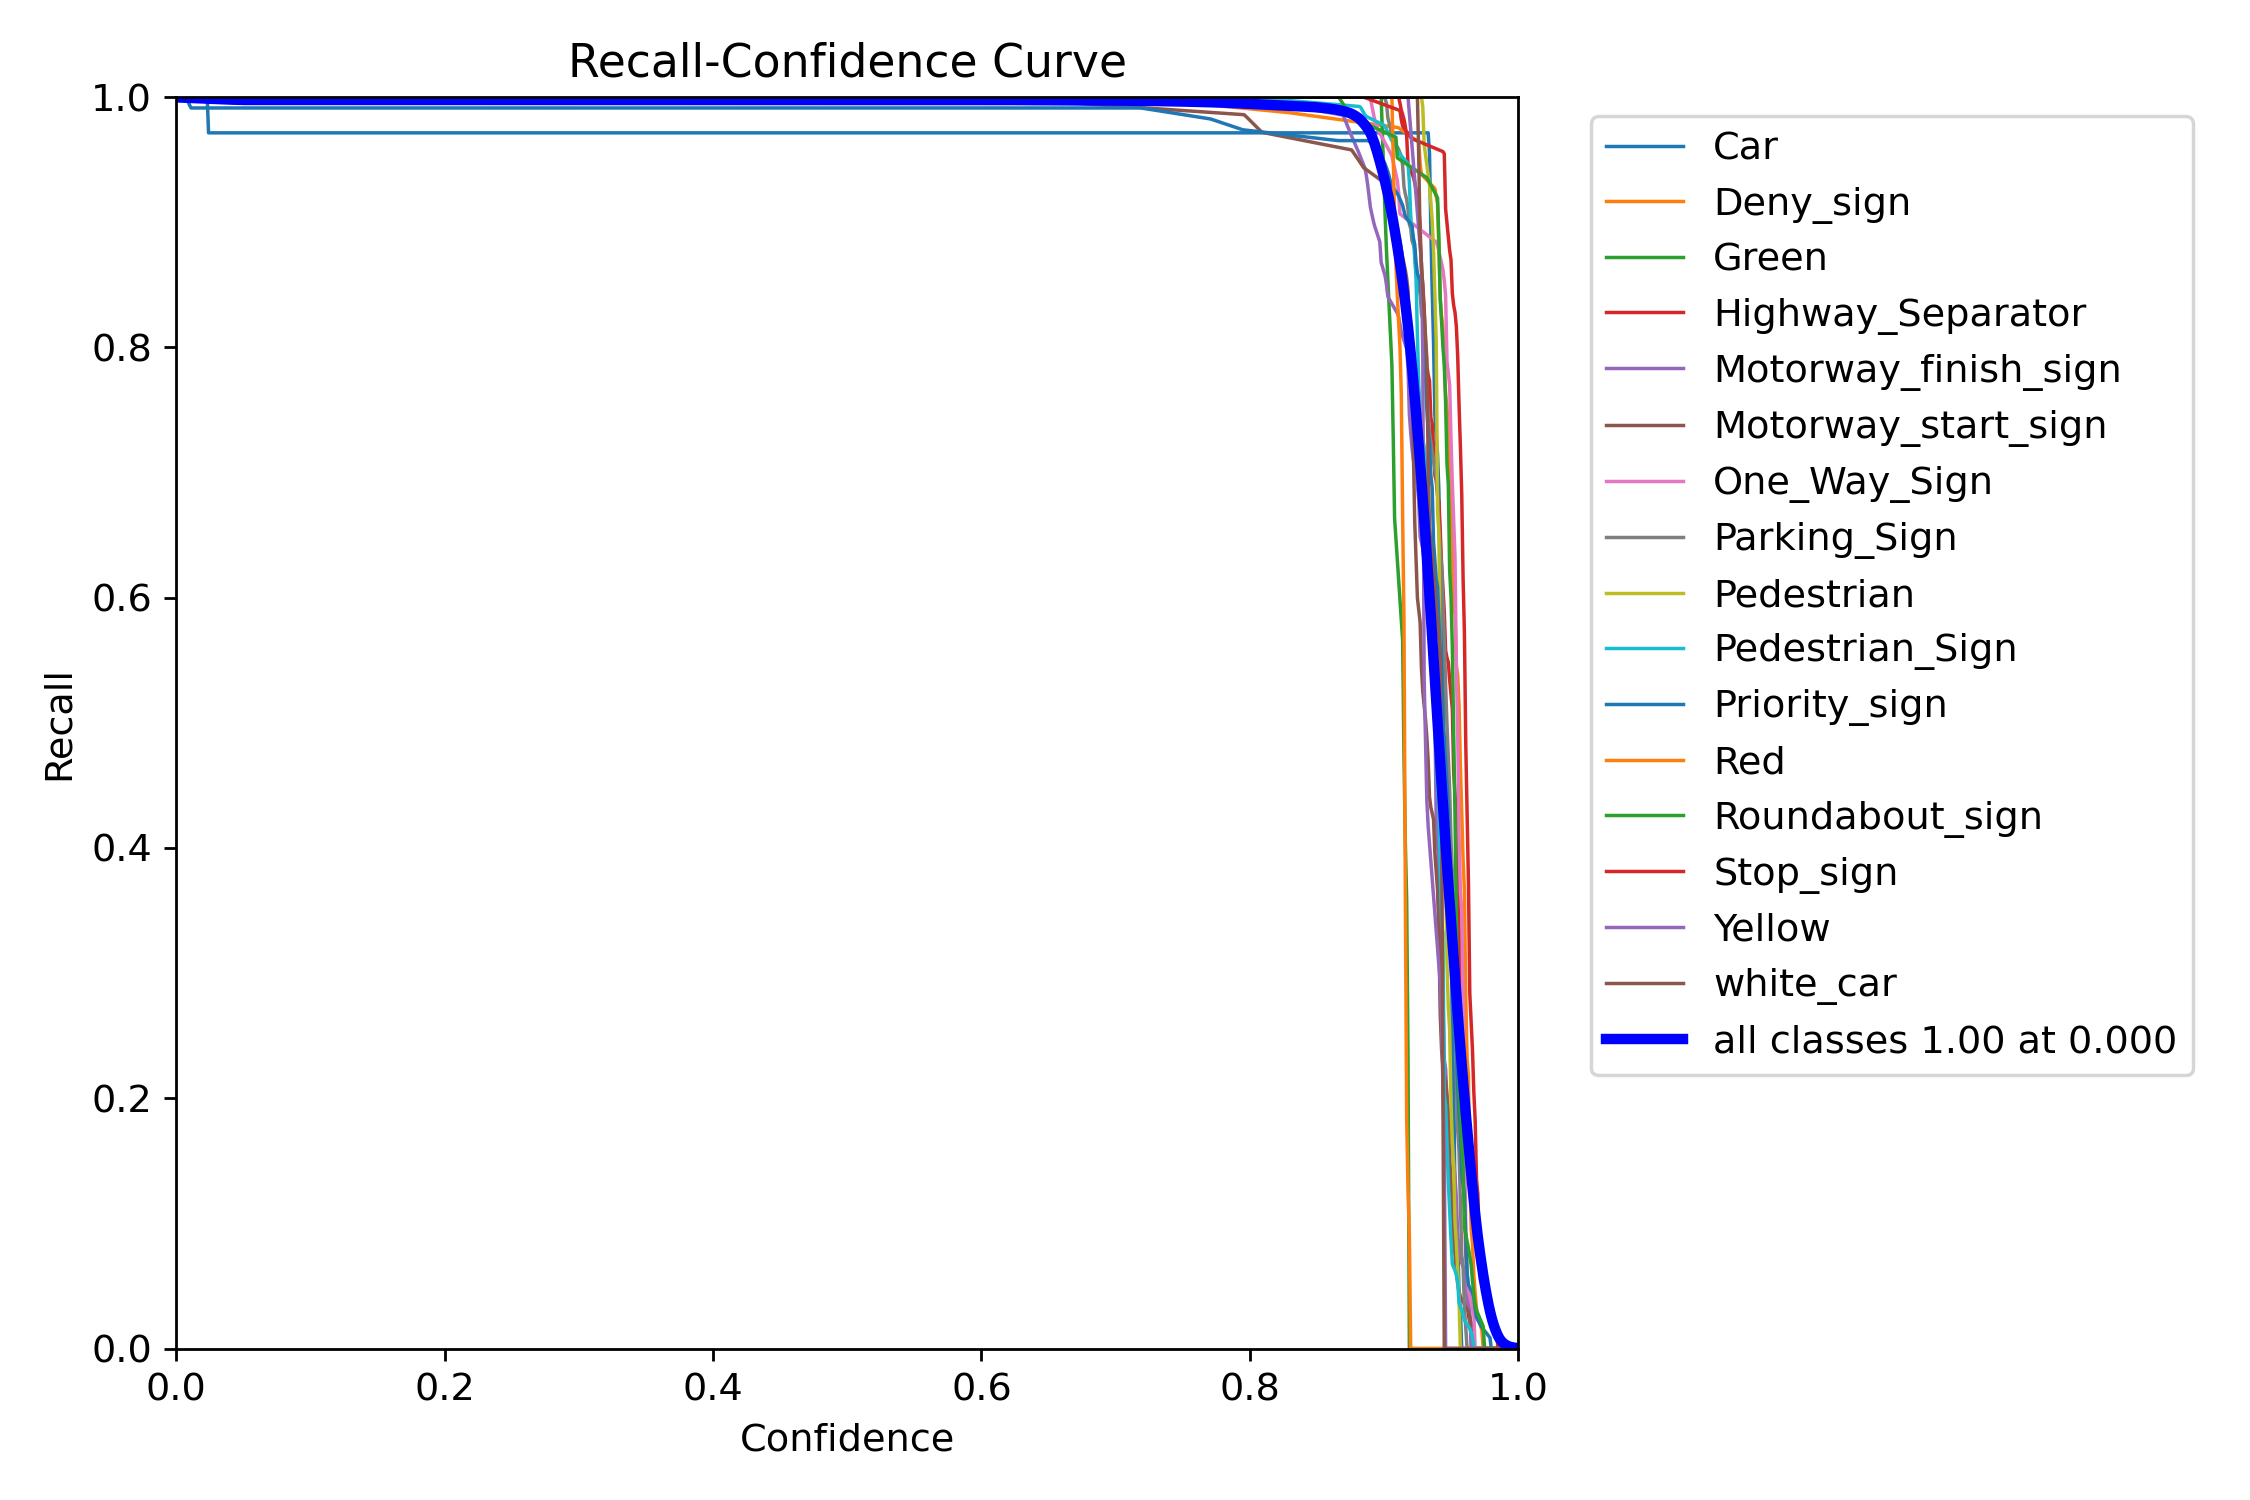 Recall-Confidence Curve
1.0
0.8
0.6
0.4
0.2
0.0
Recall
0.0 0.2 0.4 0.6 0.8 1.0
Confidence
Car
Deny_sign
Green
Highway_Separator
Motorway_finish_sign
Motorway_start_sign
One_Way_Sign
Parking_Sign
Pedestrian
Pedestrian_Sign
Priority_sign
Red
Roundabout_sign
Stop_sign
Yellow
white_car
all classes 1.00 at 0.000